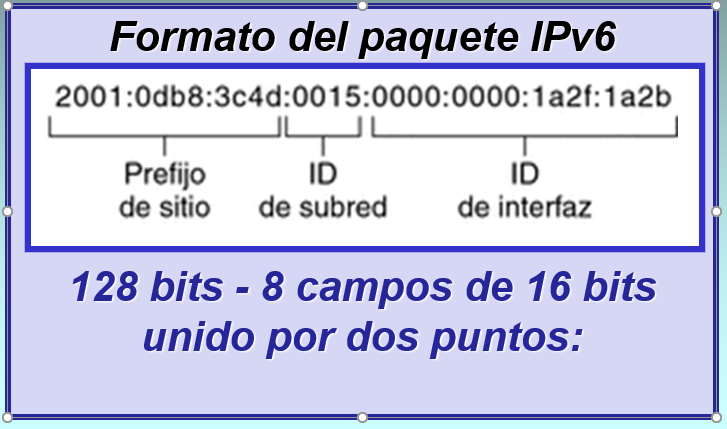 Formato del paquete IPv6
2001:0db8:3c4d:0015:0000:0000:1a2f:1a2b
Prefijo ID ID
de sitio de subred de interfaz
128 bits - 8 campos de 16 bits
unido por dos puntos: